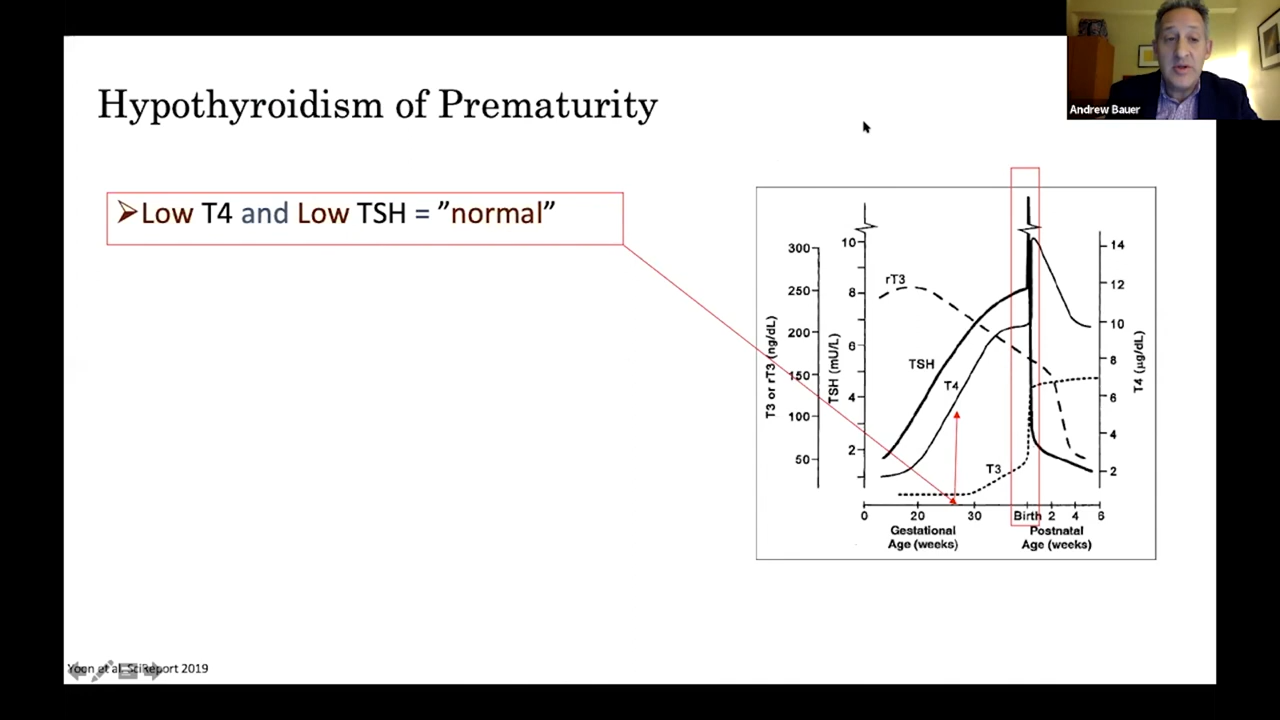 Andrew Bauer
Hypothyroidism of Prematurity
➢Low T4 and Low TSH = ”normal”
300
250
200
150
100
50
T3 or rT3 (ng/dL)
10
8
6
4
2
TSH (mU/L)
rT3
TSH
T4
T3
14
12
10
8
6
4
2
T4 (µg/dL)
0 20 30 Birth 2 4 6
Gestational
Age (weeks)
Postnatal
Age (weeks)
Yoon et al. SciReport 2019